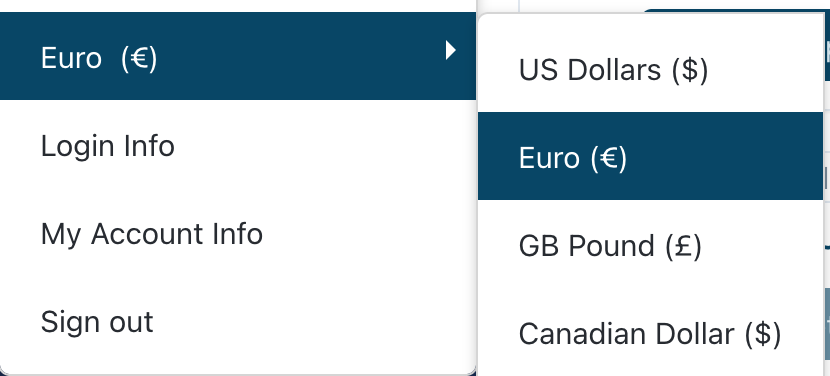 Euro (€)
Login Info
My Account Info
Sign out
US Dollars ($)
Euro (€)
GB Pound (£)
Canadian Dollar ($)